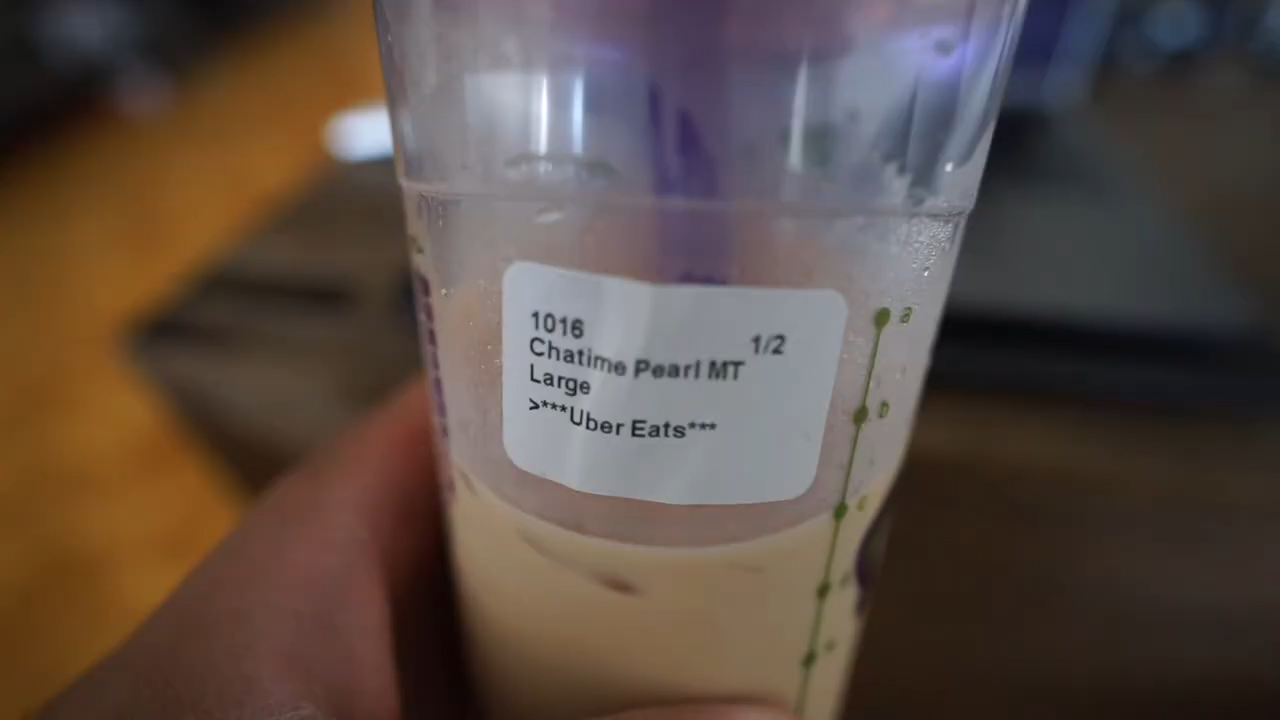 1016
1/2
Chatime Pearl MT
Large
>***Uber Eats***
a
b
c